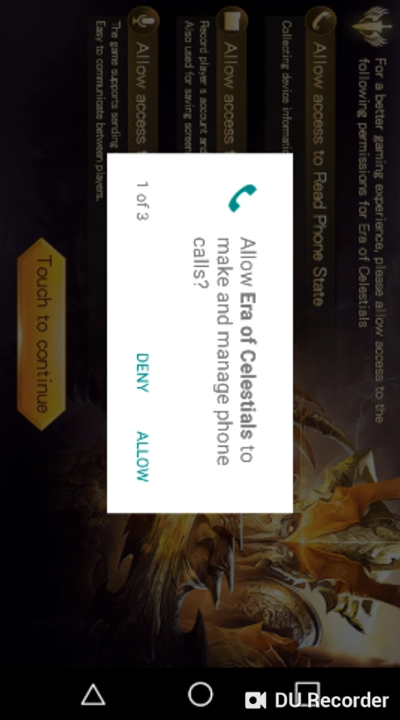 For a better gaming experience, please allow access to the
following permissions for Era of Celestials
Allow access to Read Phone State
Collecting device informati
Allow access t
Record player's account and
Also used for saving screen
Allow access t
The game supports sending
Easy to communicate between players.
Allow Era of Celestials to
make and manage phone
calls?
1 of 3
DENY
ALLOW
Touch to continue
DU Recorder